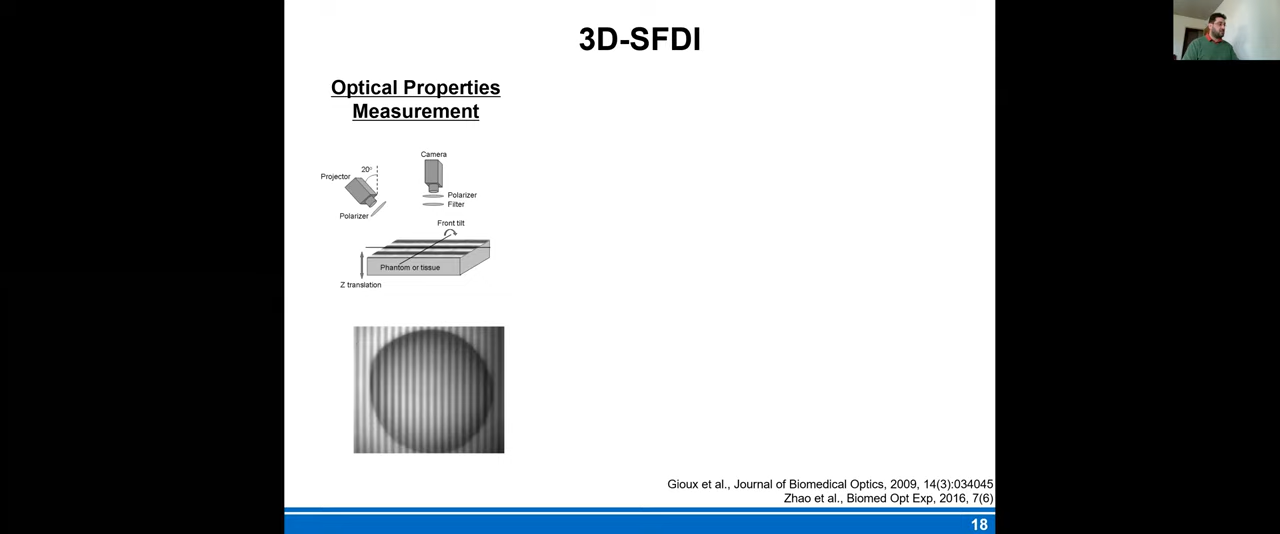 3D-SFDI
Optical Properties
Measurement
Camera
20°
Projector
Polarizer
Filter
Polarizer
Front tilt
Phantom or tissue
Z translation
Gioux et al., Journal of Biomedical Optics, 2009, 14(3):034045
Zhao et al., Biomed Opt Exp, 2016, 7(6)
18